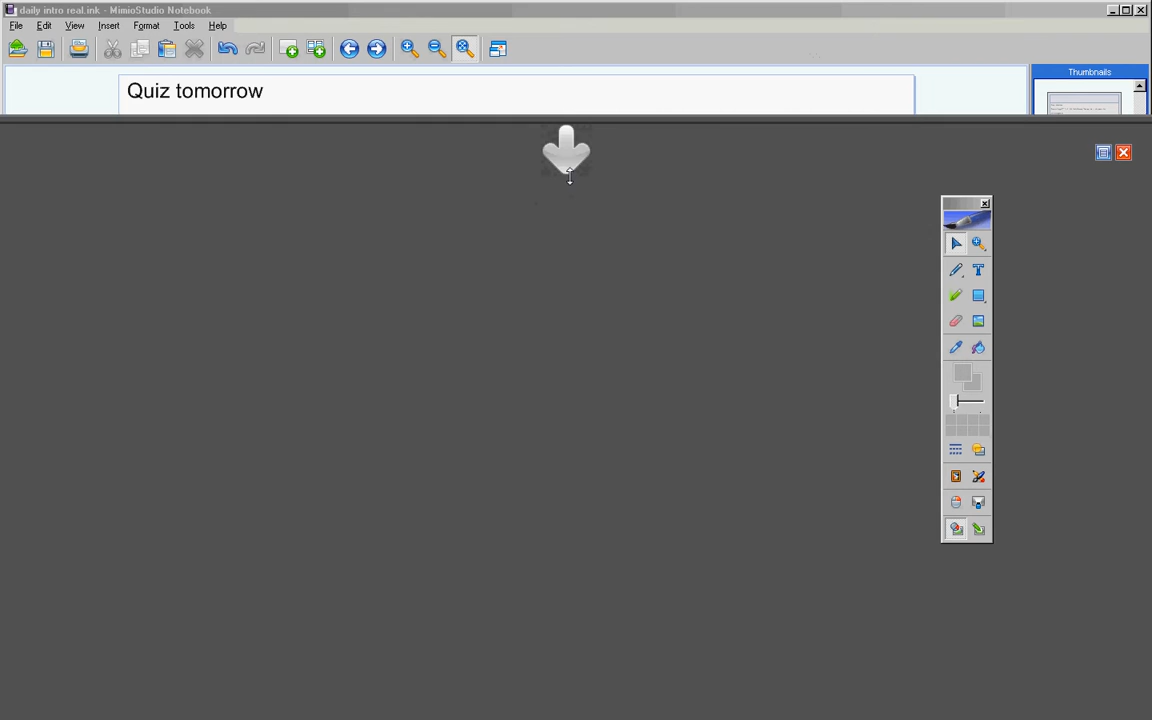 daily intro real.ink - MimioStudio Notebook
File Edit View Insert Format Tools Help
Thumbnails
Quiz tomorrow